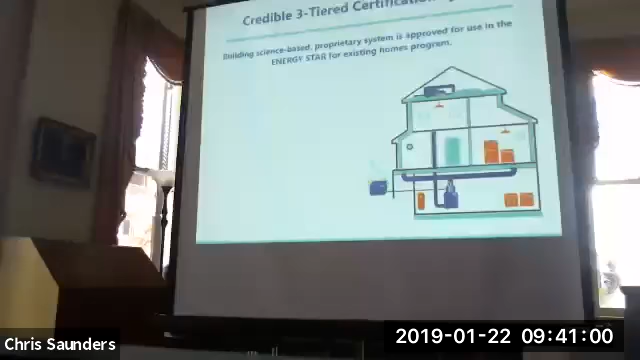 Credible 3-Tiered Certification
Building science-based, proprietary system is approved for use in the
ENERGY STAR for existing homes program.
Chris Saunders
2019-01-22 09:41:00